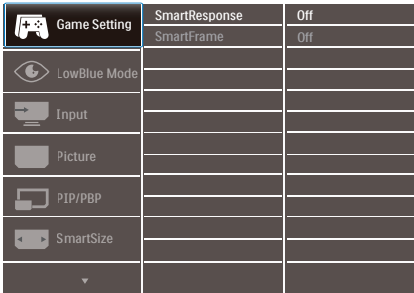 Game Setting
SmartResponse
Off
SmartFrame
Off
LowBlue Mode
Input
Picture
PIP/PBP
SmartSize